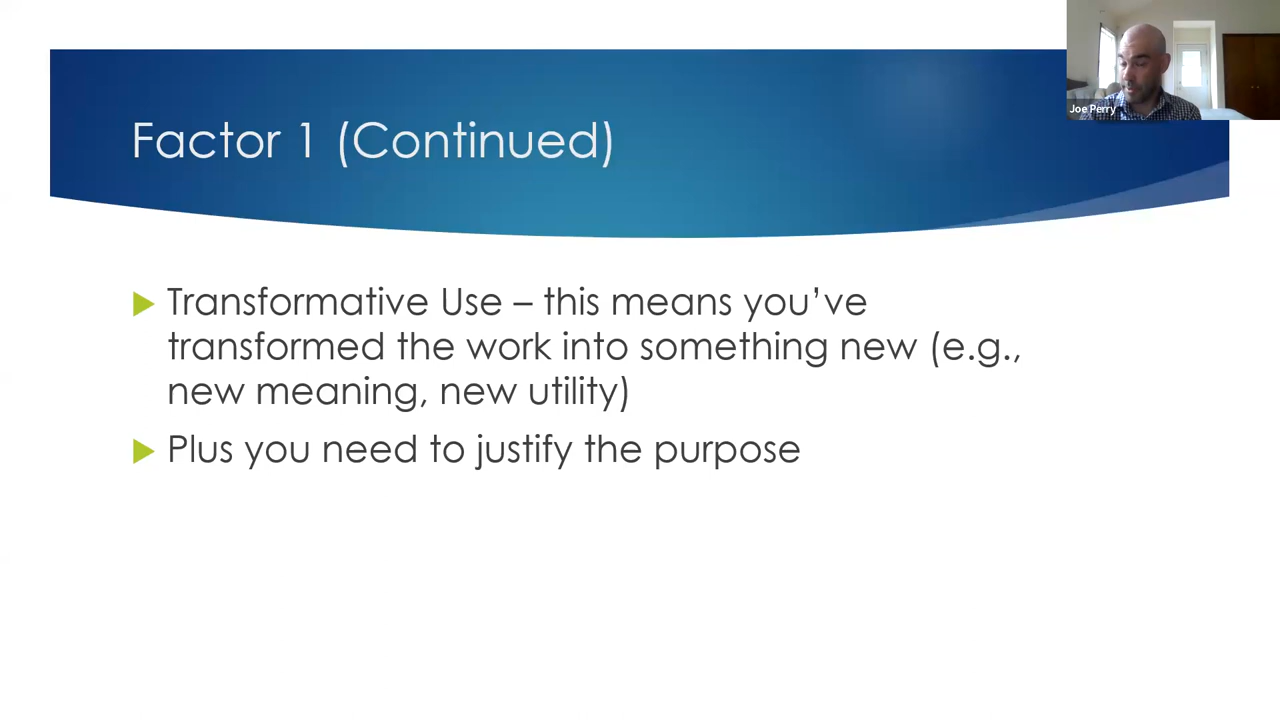 Factor 1 (Continued)
Joe Perry
Transformative Use – this means you’ve
transformed the work into something new (e.g.,
new meaning, new utility)
Plus you need to justify the purpose